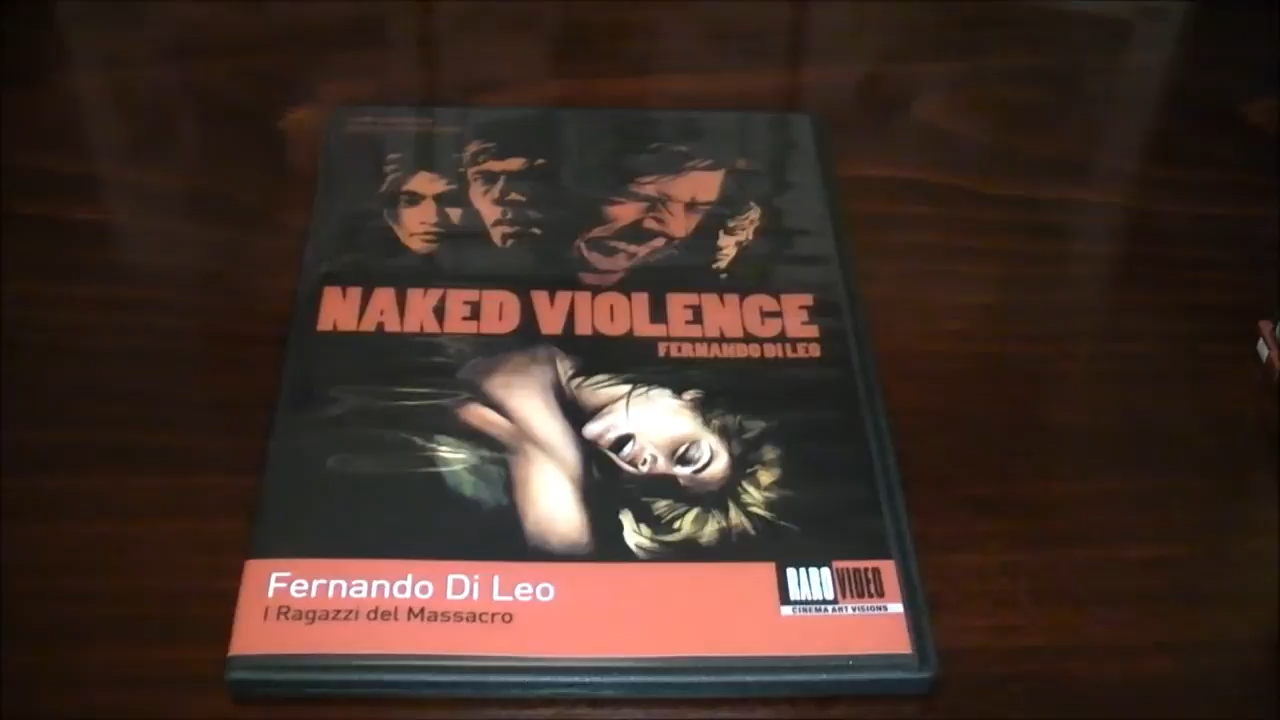 NAKED VIOLENCE
FERNANDO DI LEO
Fernando Di Leo
I Ragazzi del Massacro
RARO VIDEO
CINEMA ART VISIONS